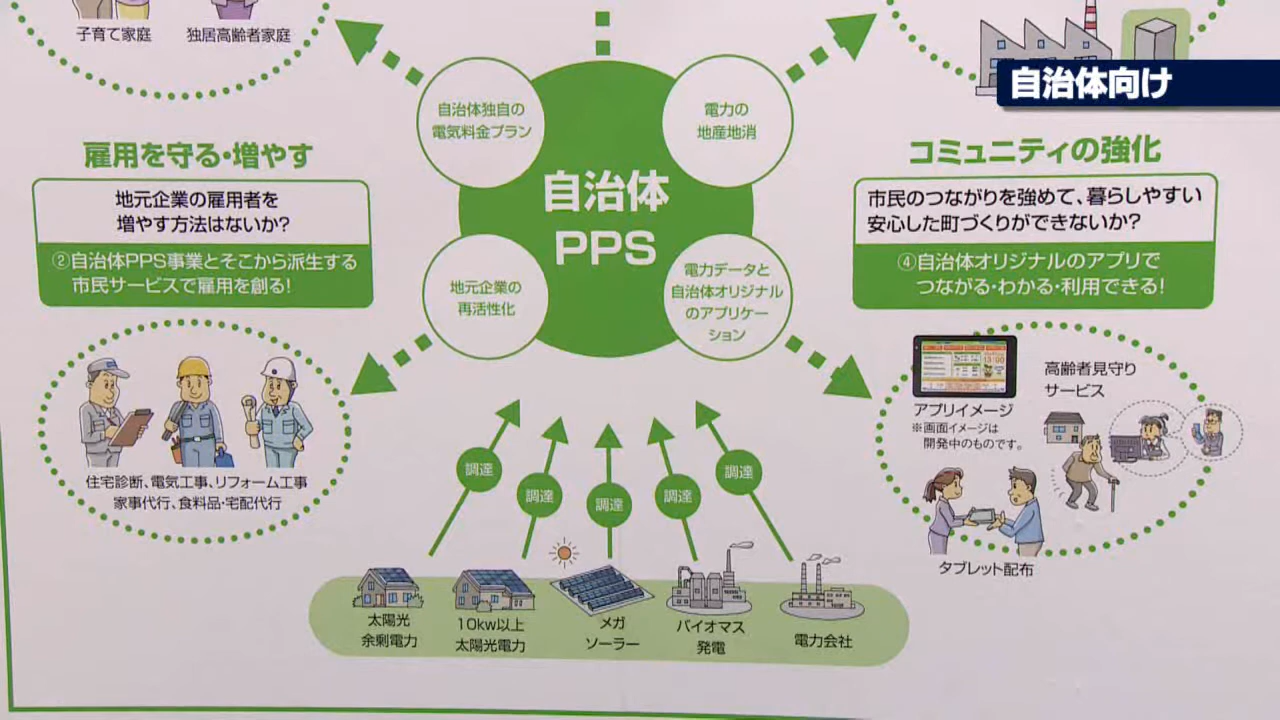 子育て家庭
独居高齢者家庭
自治体向け
自治体独自の
電気料金プラン
電力の
地産地消
自治体
PPS
地元企業の
再活性化
電力データと
自治体オリジナル
のアプリケー
ション
雇用を守る・増やす
地元企業の雇用者を
増やす方法はないか?
②自治体PPS事業とそこから派生する
市民サービスで雇用を創る!
住宅診断、電気工事、リフォーム工事
家事代行、食料品・宅配代行
コミュニティの強化
市民のつながりを強めて、暮らしやすい
安心した町づくりができないか?
④自治体オリジナルのアプリで
つながる・わかる・利用できる!
アプリイメージ
※画面イメージは
開発中のものです。
高齢者見守り
サービス
タブレット配布
調達
調達
調達
調達
調達
太陽光
余剰電力
10kw以上
太陽光電力
メガ
ソーラー
バイオマス
発電
電力会社